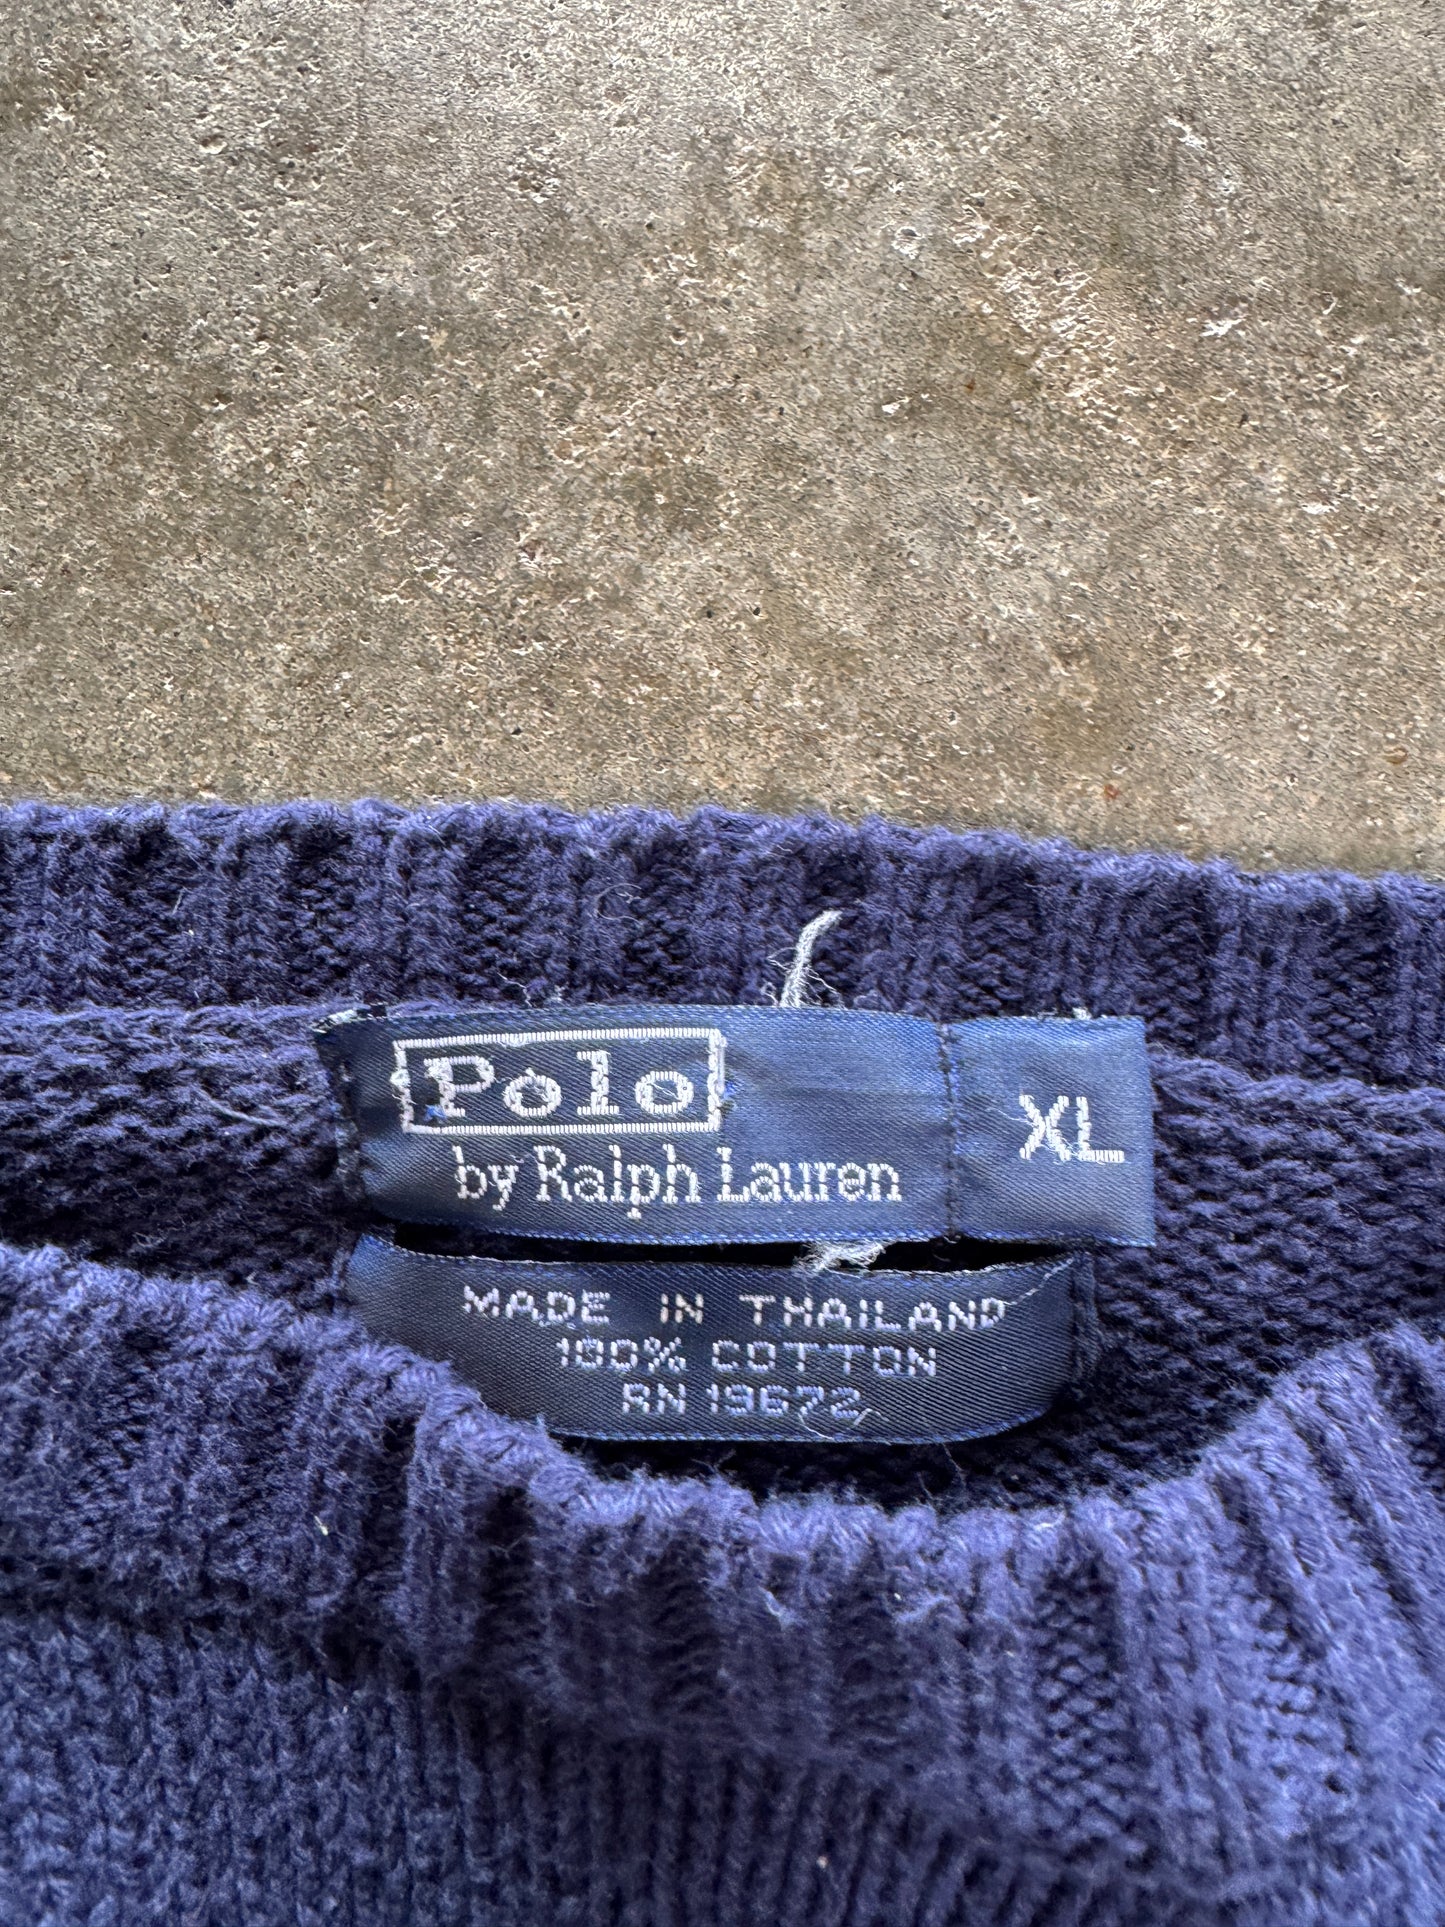 Polo
by Ralph Lauren
XL
MADE IN THAILAND
100% COTTON
RN 19672